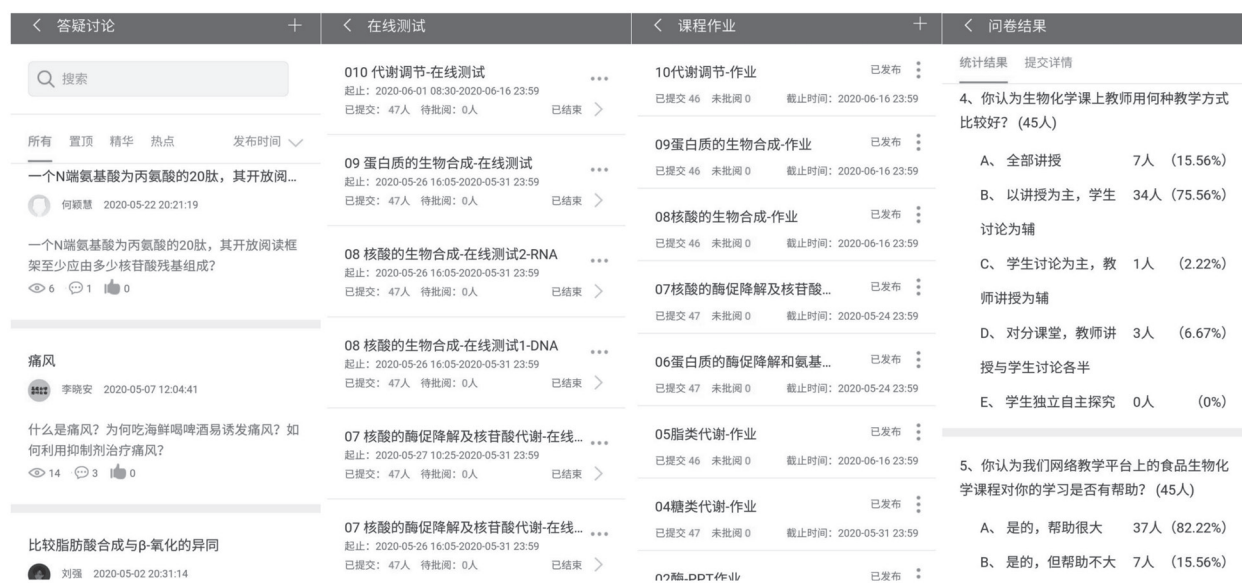 答疑讨论
搜索
所有 置顶 精华 热点 发布时间
一个N端氨基酸为丙氨酸的20肽，其开放阅...
何颖慧 2020-05-22 20:21:19
一个N端氨基酸为丙氨酸的20肽，其开放阅读框
架至少应由多少核苷酸残基组成？
6 1 0
痛风
李晓安 2020-05-07 12:04:41
什么是痛风？为何吃海鲜喝啤酒易诱发痛风？如
何利用抑制剂治疗痛风？
14 3 0
比较脂肪酸合成与β-氧化的异同
刘强 2020-05-02 20:31:14
在线测试
010 代谢调节-在线测试
起止：2020-06-01 08:30-2020-06-16 23:59
已提交：47人 待批阅：0人 已结束
09 蛋白质的生物合成-在线测试
起止：2020-05-26 16:05-2020-05-31 23:59
已提交：47人 待批阅：0人 已结束
08 核酸的生物合成-在线测试2-RNA
起止：2020-05-26 16:05-2020-05-31 23:59
已提交：47人 待批阅：0人 已结束
08 核酸的生物合成-在线测试1-DNA
起止：2020-05-26 16:05-2020-05-31 23:59
已提交：47人 待批阅：0人 已结束
07 核酸的酶促降解及核苷酸代谢-在线...
起止：2020-05-27 10:25-2020-05-31 23:59
已提交：47人 待批阅：0人 已结束
07 核酸的酶促降解及核苷酸代谢-在线...
起止：2020-05-26 16:05-2020-05-31 23:59
已提交：47人 待批阅：0人 已结束
课程作业
10代谢调节-作业 已发布
已提交 46 未批阅 0 截止时间：2020-06-16 23:59
09蛋白质的生物合成-作业 已发布
已提交 46 未批阅 0 截止时间：2020-06-16 23:59
08核酸的生物合成-作业 已发布
已提交 46 未批阅 0 截止时间：2020-06-16 23:59
07核酸的酶促降解及核苷酸... 已发布
已提交 47 未批阅 0 截止时间：2020-05-24 23:59
06蛋白质的酶促降解和氨基... 已发布
已提交 47 未批阅 0 截止时间：2020-05-24 23:59
05脂类代谢-作业 已发布
已提交 46 未批阅 0 截止时间：2020-06-16 23:59
04糖类代谢-作业 已发布
已提交 47 未批阅 0 截止时间：2020-05-31 23:59
02酶-PPT作业 已发布
问卷结果
统计结果 提交详情
4、你认为生物化学课上教师用何种教学方式
比较好？ (45人)
A、 全部讲授 7人 （15.56%）
B、 以讲授为主，学生 34人 （75.56%）
讨论为辅
C、 学生讨论为主，教 1人 （2.22%）
师讲授为辅
D、 对分课堂，教师讲 3人 （6.67%）
授与学生讨论各半
E、 学生独立自主探究 0人 （0%）
5、你认为我们网络教学平台上的食品生物化
学课程对你的学习是否有帮助？ (45人)
A、 是的，帮助很大 37人 （82.22%）
B、 是的，但帮助不大 7人 （15.56%）